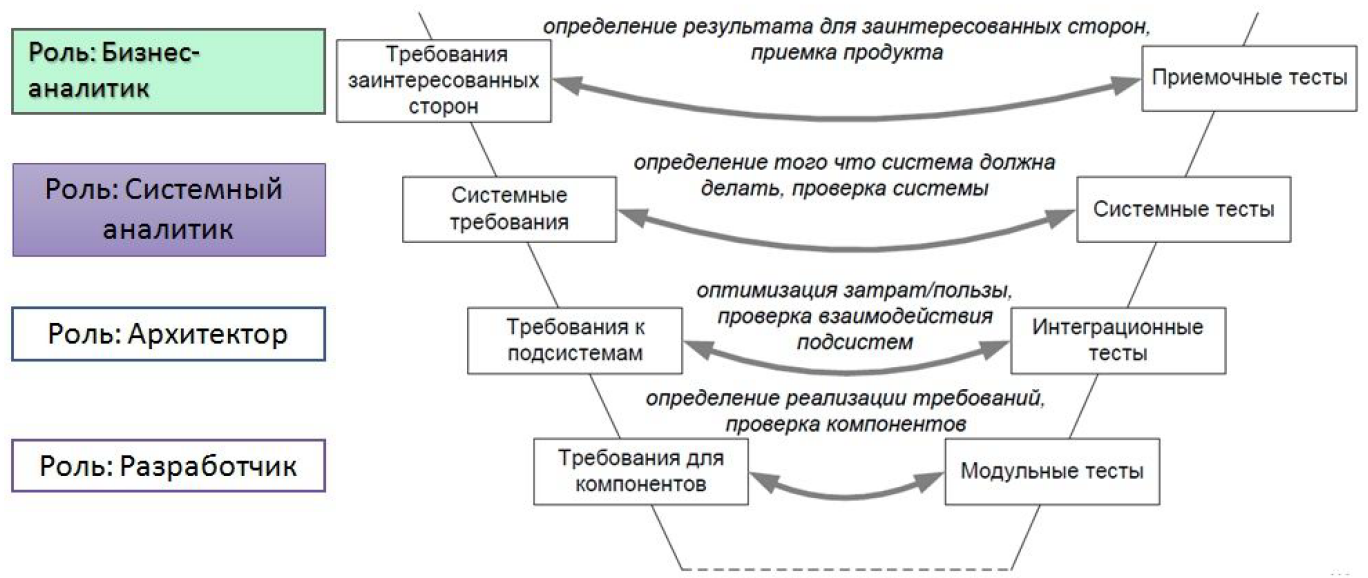 Роль: Бизнес-
аналитик
Требования
заинтересованных
сторон
определение результата для заинтересованных сторон,
приемка продукта
Приемочные тесты
Роль: Системный
аналитик
Системные
требования
определение того что система должна
делать, проверка системы
Системные тесты
Роль: Архитектор
Требования к
подсистемам
оптимизация затрат/пользы,
проверка взаимодействия
подсистем
Интеграционные
тесты
Роль: Разработчик
Требования для
компонентов
определение реализации требований,
проверка компонентов
Модульные тесты